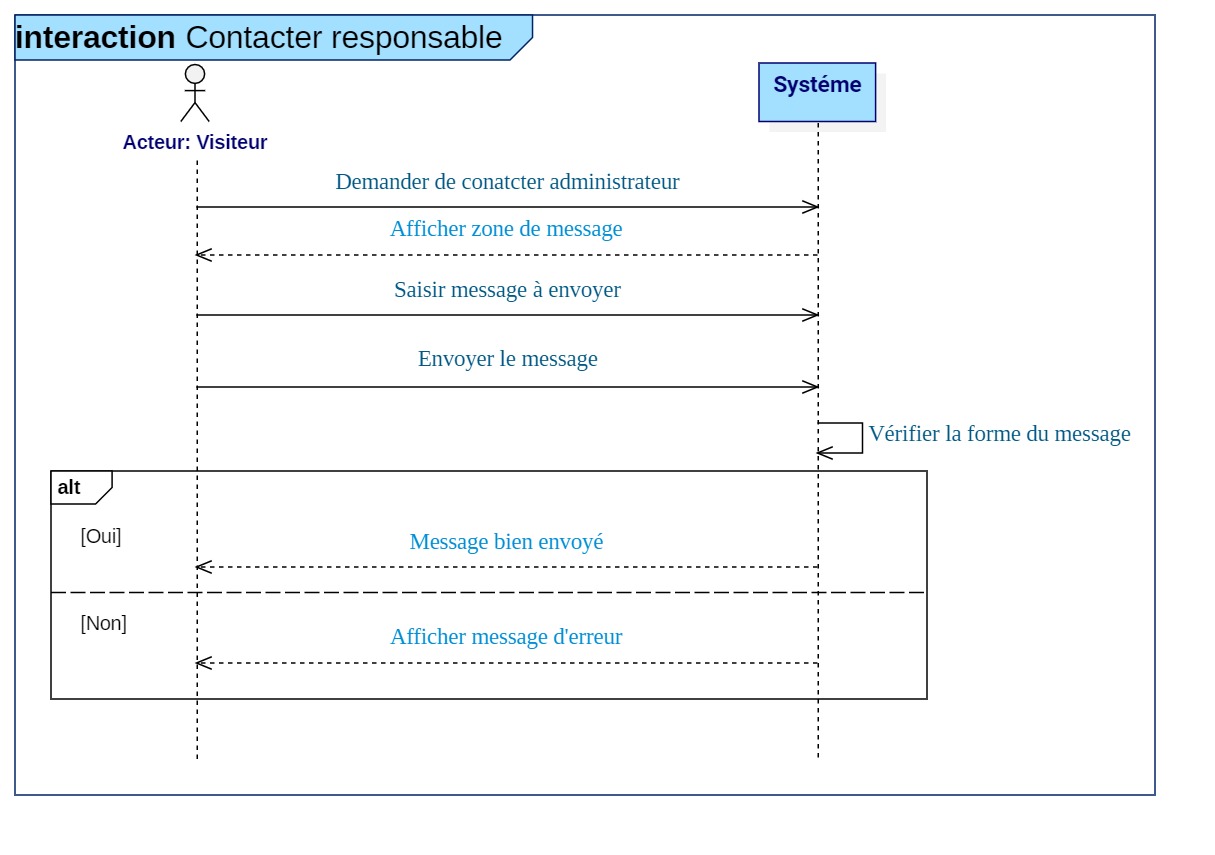 interaction Contacter responsable
Systéme
Acteur: Visiteur
Demander de conatcter administrateur
Afficher zone de message
Saisir message à envoyer
Envoyer le message
Vérifier la forme du message
alt
[Oui]
Message bien envoyé
[Non]
Afficher message d'erreur